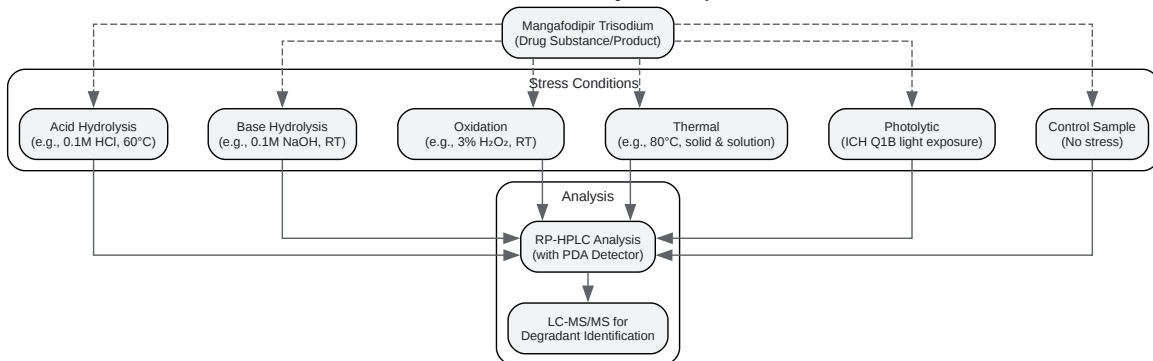 Mangafodipir Trisodium
(Drug Substance/Product)
Stress Conditions
Acid Hydrolysis
(e.g., 0.1M HCl, 60°C)
Base Hydrolysis
(e.g., 0.1M NaOH, RT)
Oxidation
(e.g., 3% H₂O₂, RT)
Thermal
(e.g., 80°C, solid & solution)
Photolytic
(ICH Q1B light exposure)
Control Sample
(No stress)
Analysis
RP-HPLC Analysis
(with PDA Detector)
LC-MS/MS for
Degradant Identification